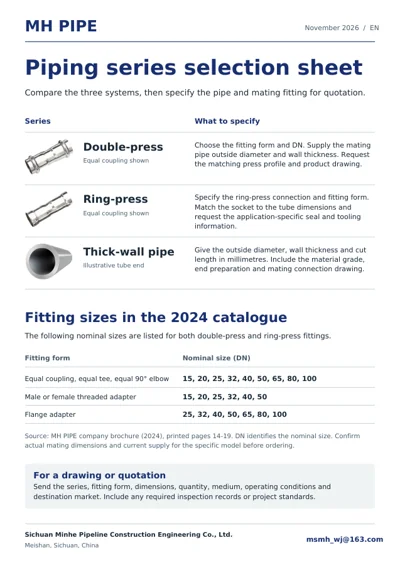 MH PIPE
November 2026 / EN
Piping series selection sheet
Compare the three systems, then specify the pipe and mating fitting for quotation.
Series
What to specify
Double-press
Equal coupling shown
Choose the fitting form and DN. Supply the mating
pipe outside diameter and wall thickness. Request
the matching press profile and product drawing.
Ring-press
Equal coupling shown
Specify the ring-press connection and fitting form.
Match the socket to the tube dimensions and
request the application-specific seal and tooling
information.
Thick-wall pipe
Illustrative tube end
Give the outside diameter, wall thickness and cut
length in millimetres. Include the material grade,
end preparation and mating connection drawing.
Fitting sizes in the 2024 catalogue
The following nominal sizes are listed for both double-press and ring-press fittings.
Fitting form
Nominal size (DN)
Equal coupling, equal tee, equal 90° elbow
15, 20, 25, 32, 40, 50, 65, 80, 100
Male or female threaded adapter
15, 20, 25, 32, 40, 50
Flange adapter
25, 32, 40, 50, 65, 80, 100
Source: MH PIPE company brochure (2024), printed pages 14-19. DN identifies the nominal size. Confirm
actual mating dimensions and current supply for the specific model before ordering.
For a drawing or quotation
Send the series, fitting form, dimensions, quantity, medium, operating conditions and
destination market. Include any required inspection records or project standards.
Sichuan Minhe Pipeline Construction Engineering Co., Ltd.
Meishan, Sichuan, China
msmh_wj@163.com